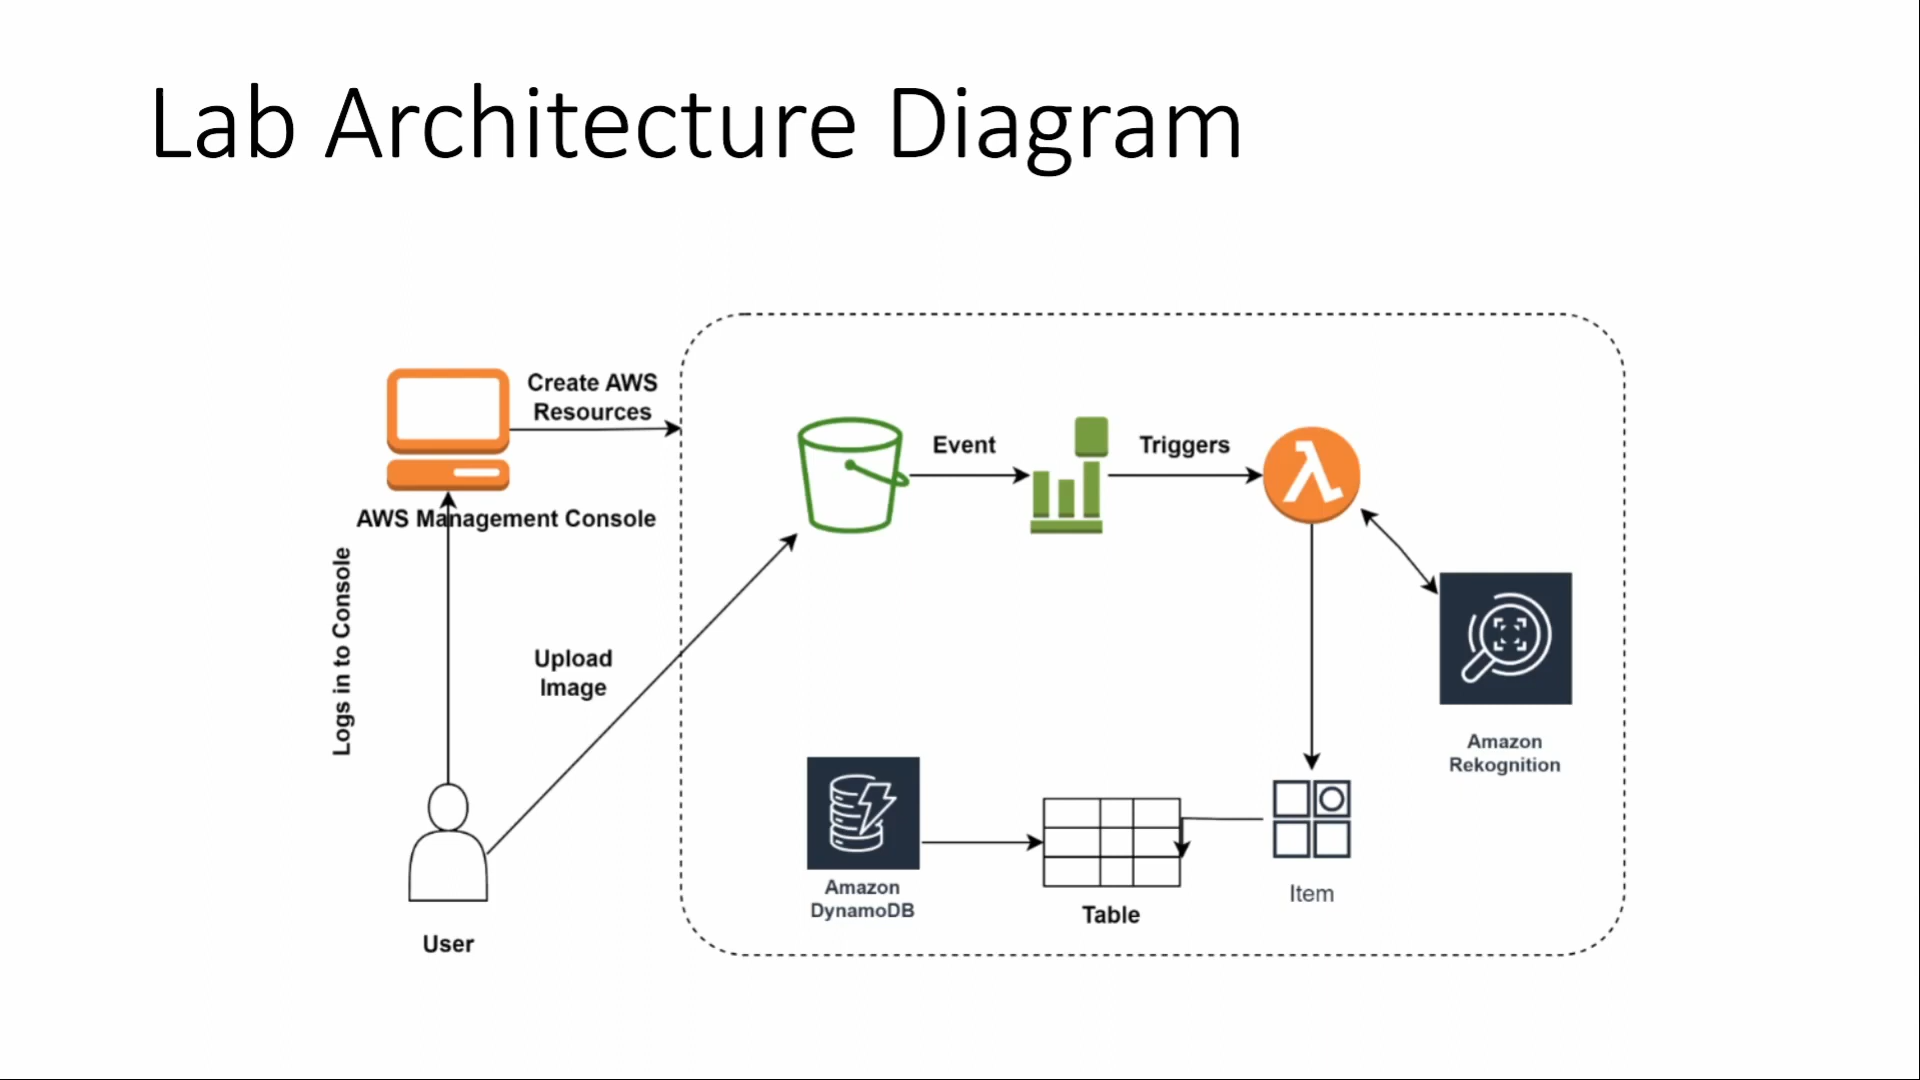 Lab Architecture Diagram
Create AWS
Resources
AWS Management Console
Event
Triggers
Logs in to Console
Upload
Image
Amazon
Rekognition
Amazon
DynamoDB
Table
Item
User